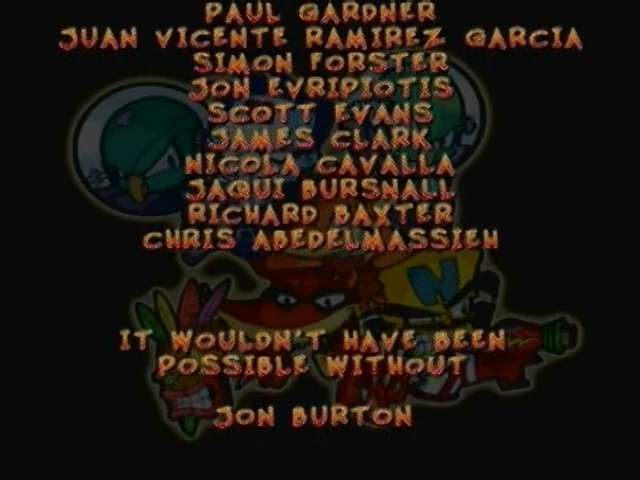 PAUL GARDNER
JUAN VICENTE RAMIREZ GARCIA
SIMON FORSTER
JON EVRIPIOTIS
SCOTT EVANS
JAMES CLARK
NICOLA CAVALLA
JAQUI BURSNALL
RICHARD BAXTER
CHRIS ABEDELMASSIEH
IT WOULDN'T HAVE BEEN
POSSIBLE WITHOUT
JON BURTON
N